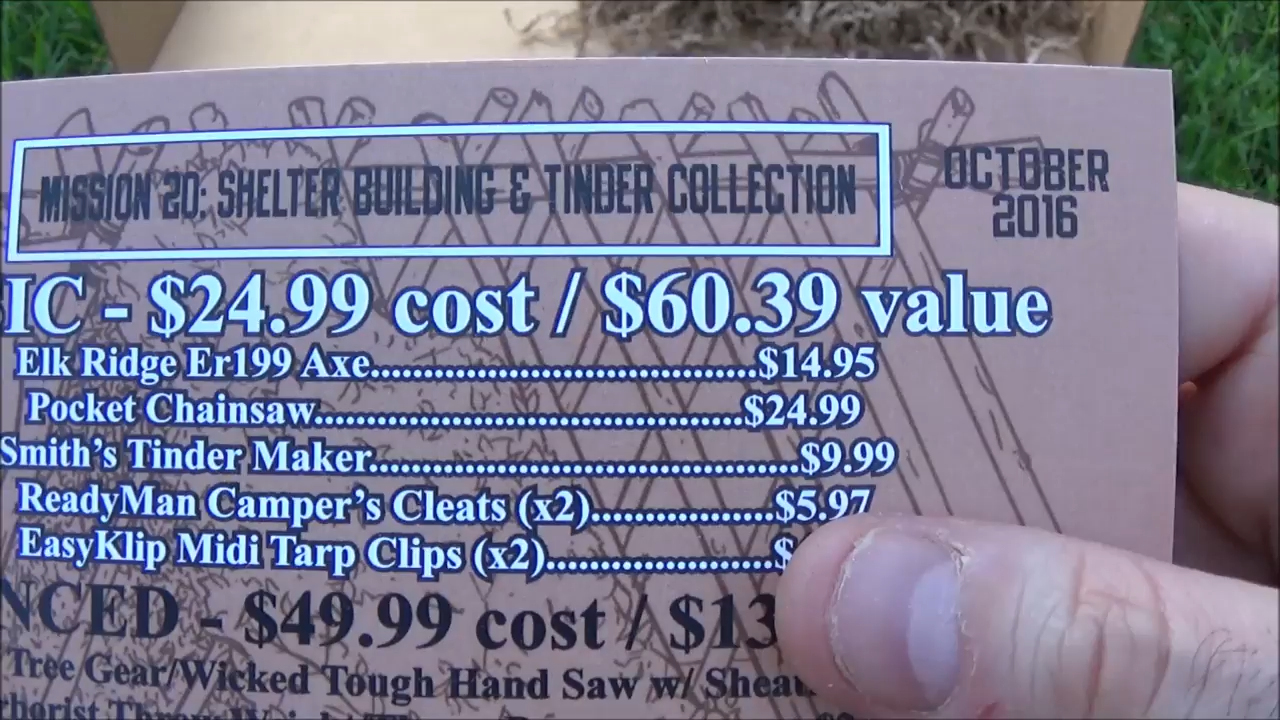 MISSION 20: SHELTER BUILDING & TINDER COLLECTION
OCTOBER
2016
IC - $24.99 cost / $60.39 value
Elk Ridge Er199 Axe..................................................$14.95
Pocket Chainsaw........................................................$24.99
Smith's Tinder Maker........................................................$9.99
ReadyMan Camper's Cleats (x2)........................$5.97
EasyKlip Midi Tarp Clips (x2)..............................$
NCED - $49.99 cost / $13
Tree Gear/Wicked Tough Hand Saw w/